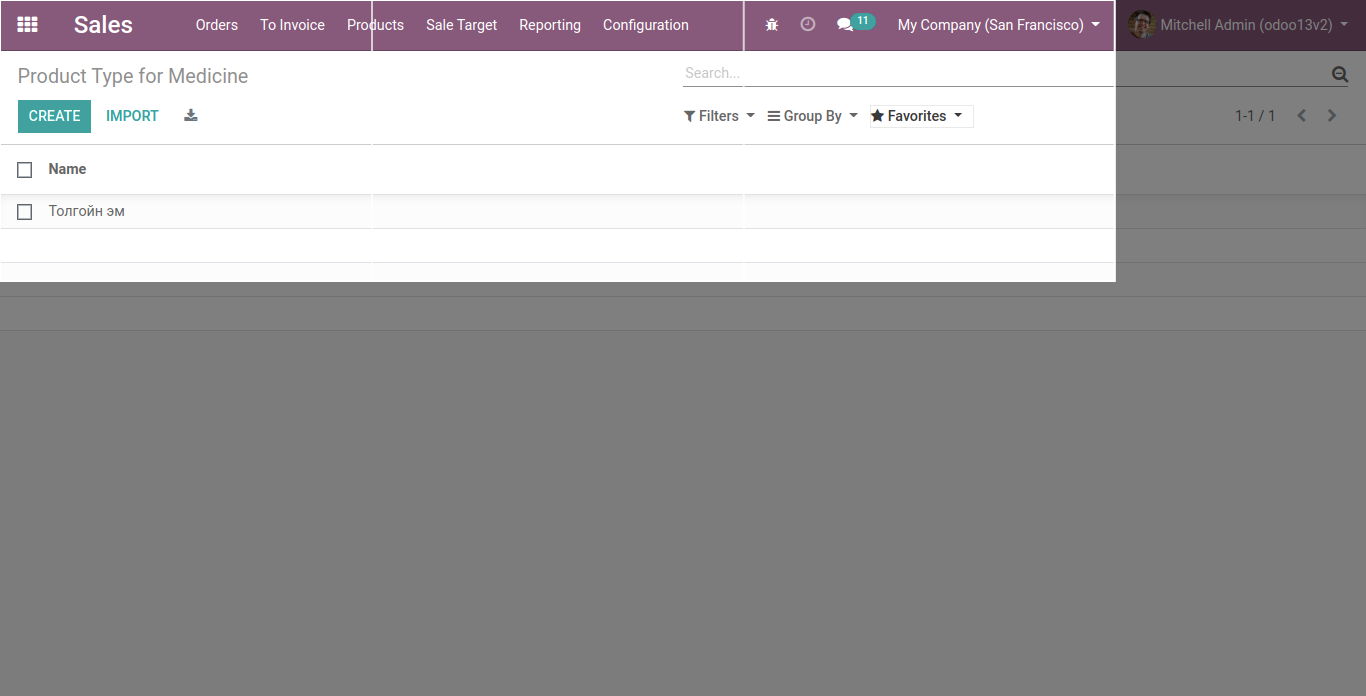 Sales Orders To Invoice Products Sale Target Reporting Configuration 11 My Company (San Francisco) Mitchell Admin (odoo13v2)
Product Type for Medicine Search...
CREATE IMPORT Filters Group By Favorites 1-1 / 1
Name
Толгойн эм